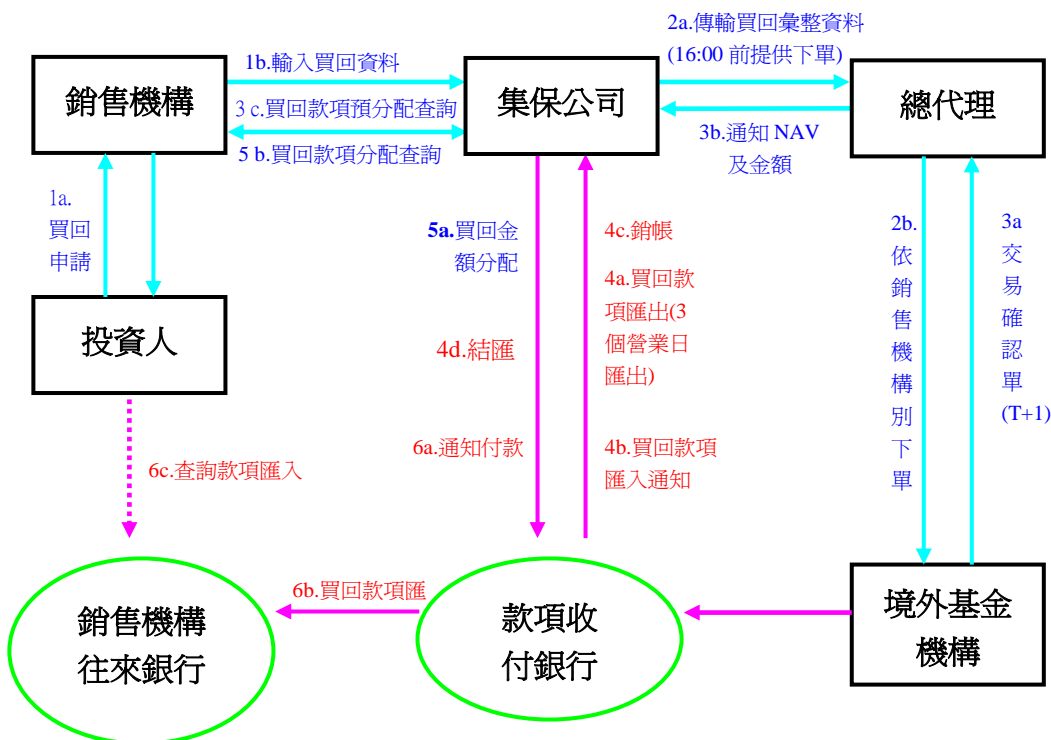 2a.傳輸買回彙整資料
(16:00 前提供下單)
1b.輸入買回資料
銷售機構
集保公司
總代理
3 c.買回款項預分配查詢
5 b.買回款項分配查詢
3b.通知 NAV
及金額
1a.
買回
申請
5a.買回金
額分配
4c.銷帳
4a.買回款
項匯出(3
個營業日
匯出)
2b.
依
銷
售
機
構
別
下
單
3a
交
易
確
認
單
(T+1)
投資人
4d.結匯
6c.查詢款項匯入
6a.通知付款
4b.買回款項
匯入通知
銷售機構
往來銀行
6b.買回款項匯
款項收
付銀行
境外基金
機構